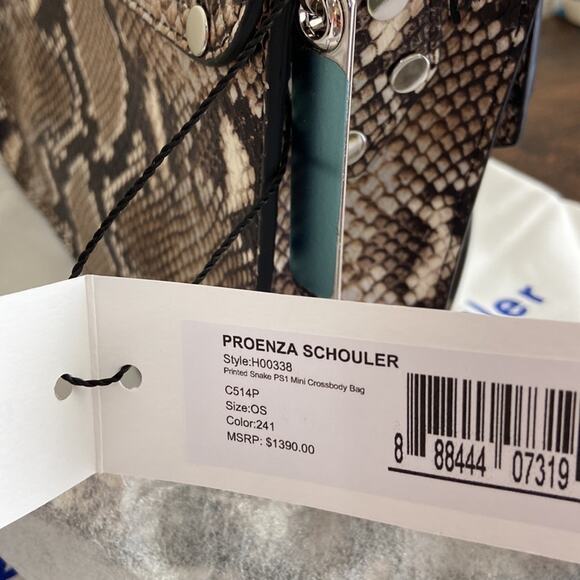 ler
PROENZA SCHOULER
Style:H00338
Printed Snake PS1 Mini Crossbody Bag
C514P
Size:OS
Color:241
MSRP: $1390.00
8 88444 07319